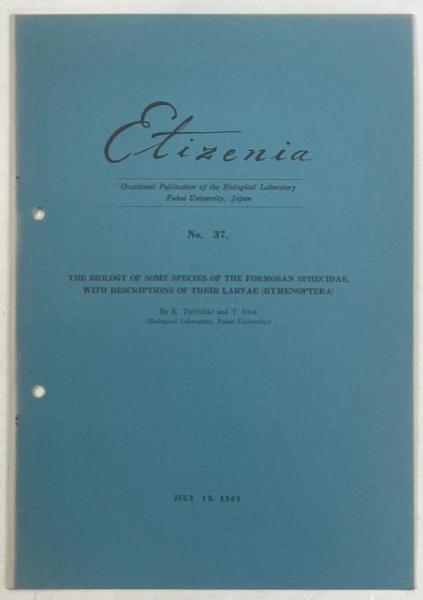 Etizenia
Occasional Publication of the Biological Laboratory
Fukui University, Japan
No. 37.
THE BIOLOGY OF SOME SPECIES OF THE FORMOSAN SPHECIDAE,
WITH DESCRIPTIONS OF THEIR LARVAE (HYMENOPTERA)
By K. TSUNEKI and T. IIDA
(Biological Laboratory, Fukui University)
JULY 15, 1969